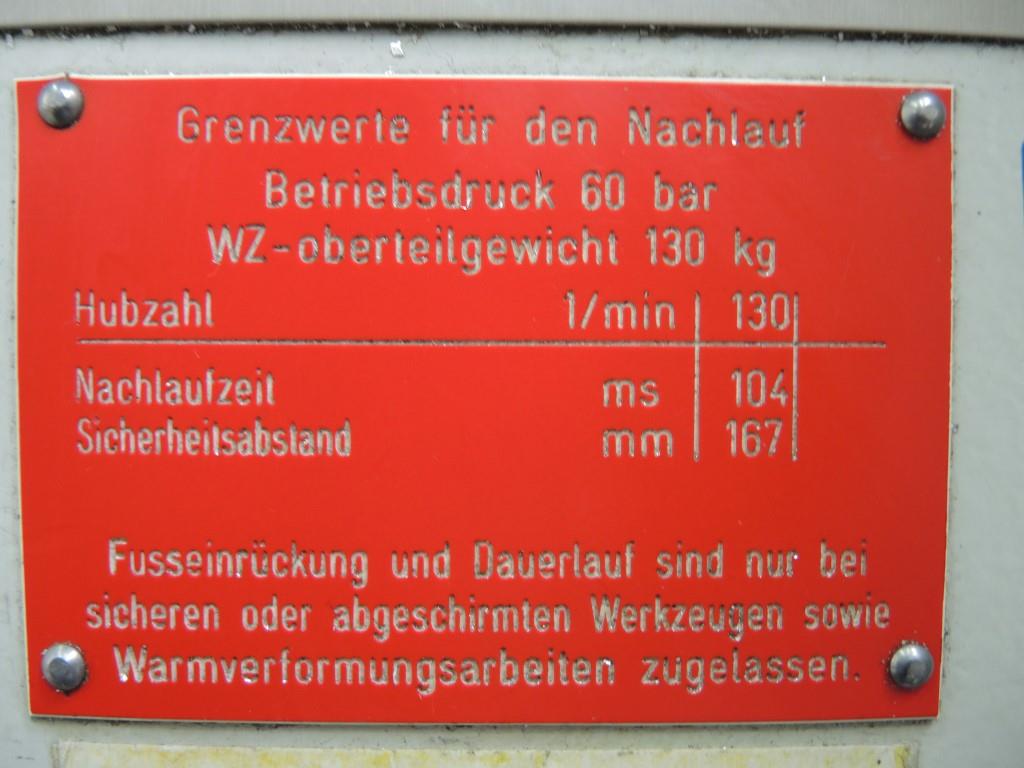 Grenzwerte für den Nachlauf
Betriebsdruck 60 bar
WZ-oberteilgewicht 130 kg
Hubzahl 1/min 130
Nachlaufzeit ms 104
Sicherheitsabstand mm 167
Fusseinrückung und Dauerlauf sind nur bei
sicheren oder abgeschirmten Werkzeugen sowie
Warmverformungsarbeiten zugelassen.